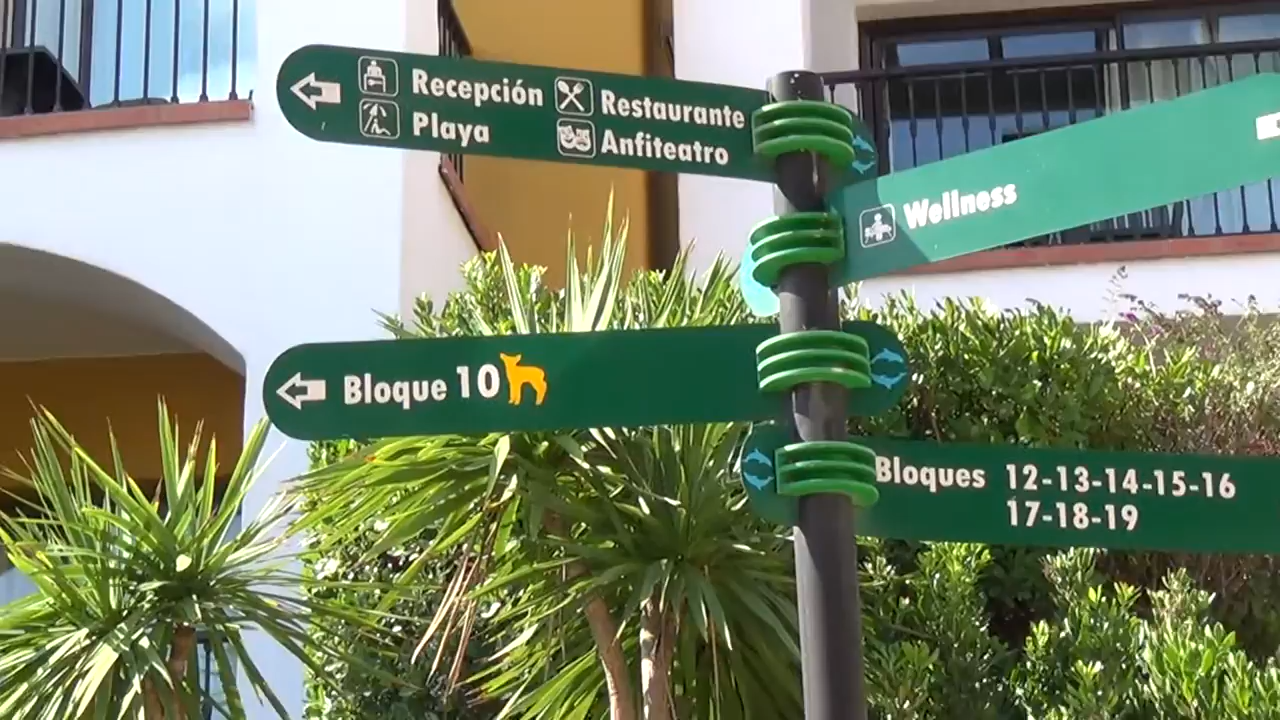 Recepción Restaurante
Playa Anfiteatro
Wellness
Bloque 10
Bloques 12-13-14-15-16
17-18-19